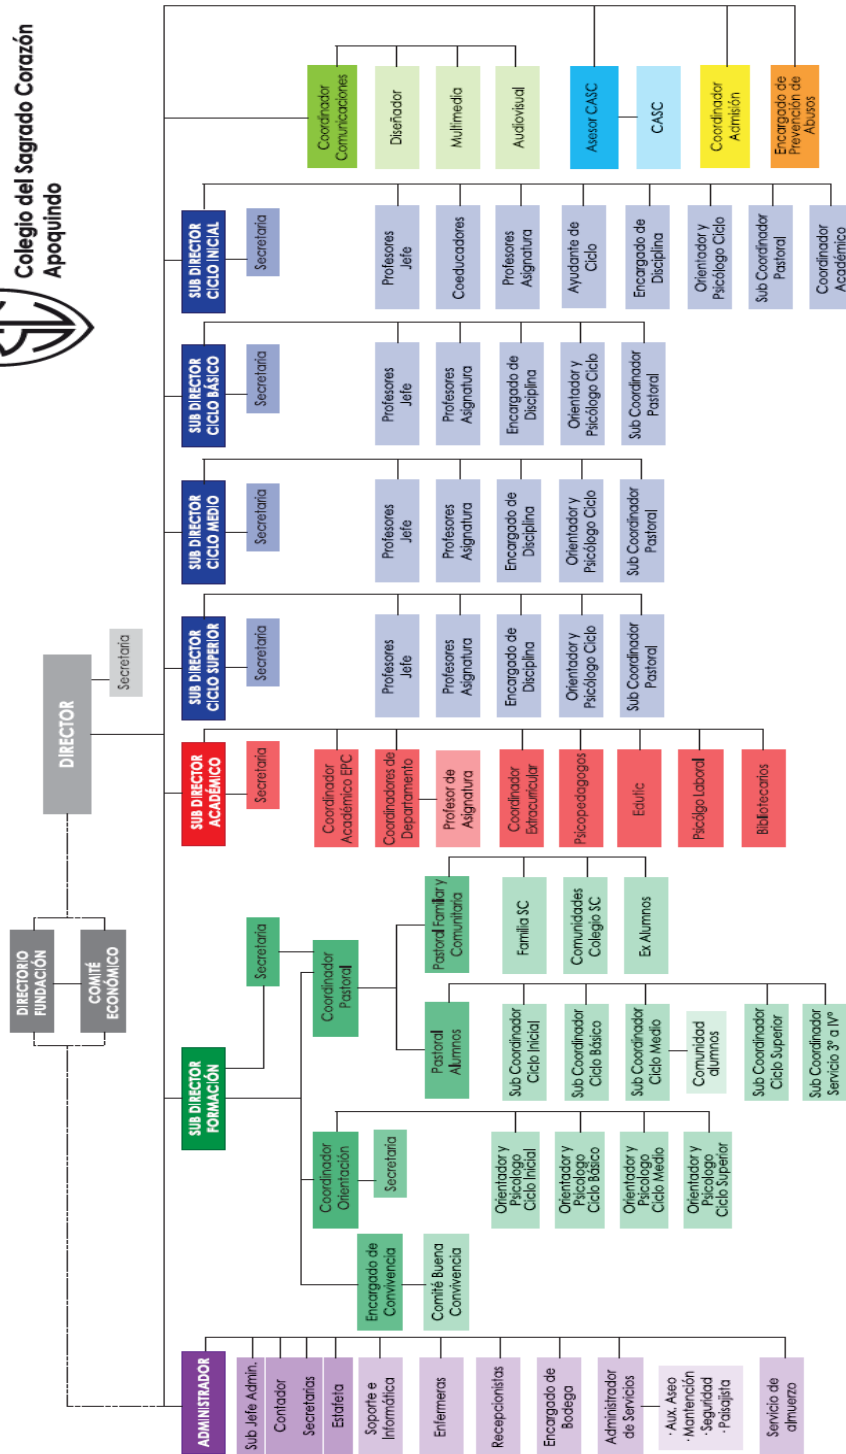 Colegio del Sagrado Corazón
Apoquindo
DIRECTORIO
FUNDACIÓN
COMITÉ
ECONÓMICO
DIRECTOR
Secretaria
ADMINISTRADOR
Sub Jefe Admin.
Contador
Secretarias
Estafeta
Soporte e
Informática
Enfermeras
Recepcionistas
Encargado de
Bodega
Administrador
de Servicios
· Aux. Aseo
· Mantención
· Seguridad
· Paisajista
Servicio de
almuerzo
SUB DIRECTOR
FORMACIÓN
Secretaria
Encargado de
Convivencia
Comité Buena
Convivencia
Coordinador
Orientación
Secretaria
Orientador y
Psicologo
Ciclo Inicial
Orientador y
Psicologo
Ciclo Básico
Orientador y
Psicologo
Ciclo Medio
Orientador y
Psicologo
Ciclo Superior
Coordinador
Pastoral
Pastoral
Alumnos
Sub Coordinador
Ciclo Inicial
Sub Coordinador
Ciclo Básico
Sub Coordinador
Ciclo Medio
Comunidad
alumnos
Sub Coordinador
Ciclo Superior
Sub Coordinador
Servicio 3º a IVº
Pastoral Familiar y
Comunitaria
Familia SC
Comunidades
Colegio SC
Ex Alumnos
SUB DIRECTOR
ACADÉMICO
Secretaria
Coordinador
Académico EPC
Coordinadores de
Departamento
Profesor de
Asignatura
Coordinador
Extracurricular
Psicopedagogos
Edutic
Psicólgo Laboral
Bibliotecarios
SUB DIRECTOR
CICLO SUPERIOR
Secretaria
Profesores
Jefe
Profesores
Asignatura
Encargado de
Disciplina
Orientador y
Psicólogo Ciclo
Sub Coordinador
Pastoral
SUB DIRECTOR
CICLO MEDIO
Secretaria
Profesores
Jefe
Profesores
Asignatura
Encargado de
Disciplina
Orientador y
Psicólogo Ciclo
Sub Coordinador
Pastoral
SUB DIRECTOR
CICLO BÁSICO
Secretaria
Profesores
Jefe
Profesores
Asignatura
Encargado de
Disciplina
Orientador y
Psicólogo Ciclo
Sub Coordinador
Pastoral
SUB DIRECTOR
CICLO INICIAL
Secretaria
Profesores
Jefe
Coeducadores
Profesores
Asignatura
Ayudante de
Ciclo
Encargado de
Disciplina
Orientador y
Psicólogo Ciclo
Sub Coordinador
Pastoral
Coordinador
Académico
Coordinador
Comunicaciones
Diseñador
Multimedia
Audiovisual
Asesor CASC
CASC
Coordinador
Admisión
Encargado de
Prevención de
Abusos